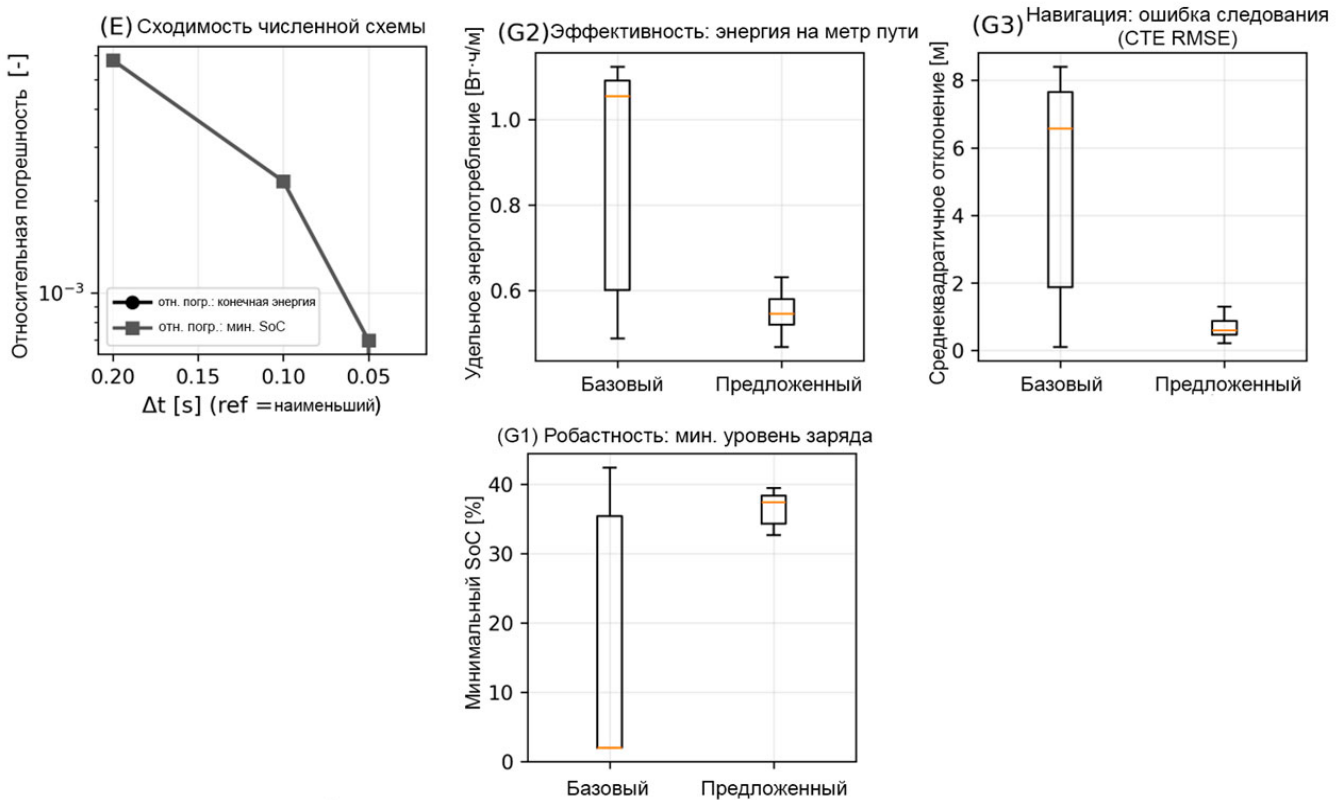 (E) Сходимость численной схемы
Относительная погрешность [-]
10⁻³
отн. погр.: конечная энергия
отн. погр.: мин. SoC
0.20 0.15 0.10 0.05
Δt [s] (ref = наименьший)
(G2) Эффективность: энергия на метр пути
Удельное энергопотребление [Вт·ч/м]
1.0
0.8
0.6
Базовый Предложенный
(G3) Навигация: ошибка следования
(CTE RMSE)
Среднеквадратичное отклонение [м]
8
6
4
2
0
Базовый Предложенный
(G1) Робастность: мин. уровень заряда
Минимальный SoC [%]
40
30
20
10
0
Базовый Предложенный